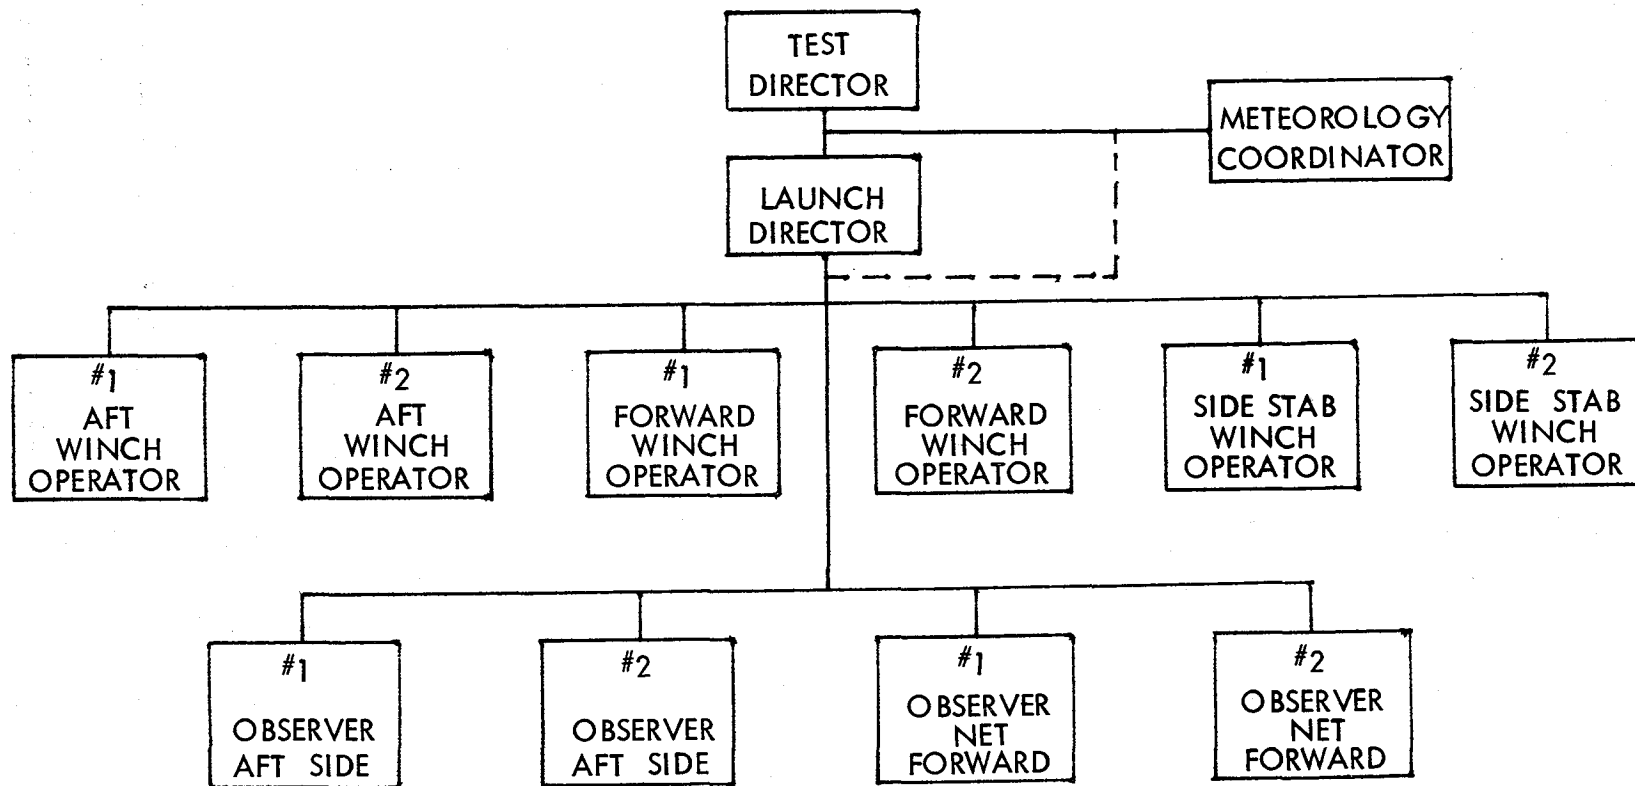 TEST
DIRECTOR
METEOROLOGY
COORDINATOR
LAUNCH
DIRECTOR
#1
AFT
WINCH
OPERATOR
#2
AFT
WINCH
OPERATOR
#1
FORWARD
WINCH
OPERATOR
#2
FORWARD
WINCH
OPERATOR
#1
SIDE STAB
WINCH
OPERATOR
#2
SIDE STAB
WINCH
OPERATOR
#1
OBSERVER
AFT SIDE
#2
OBSERVER
AFT SIDE
#1
OBSERVER
NET
FORWARD
#2
OBSERVER
NET
FORWARD